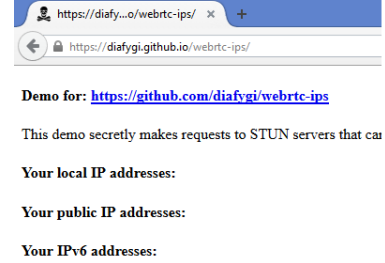 https://diafy...o/webrtc-ips/ × +
https://diafygi.github.io/webrtc-ips/
Demo for: https://github.com/diafygi/webrtc-ips
This demo secretly makes requests to STUN servers that can
Your local IP addresses:
Your public IP addresses:
Your IPv6 addresses: